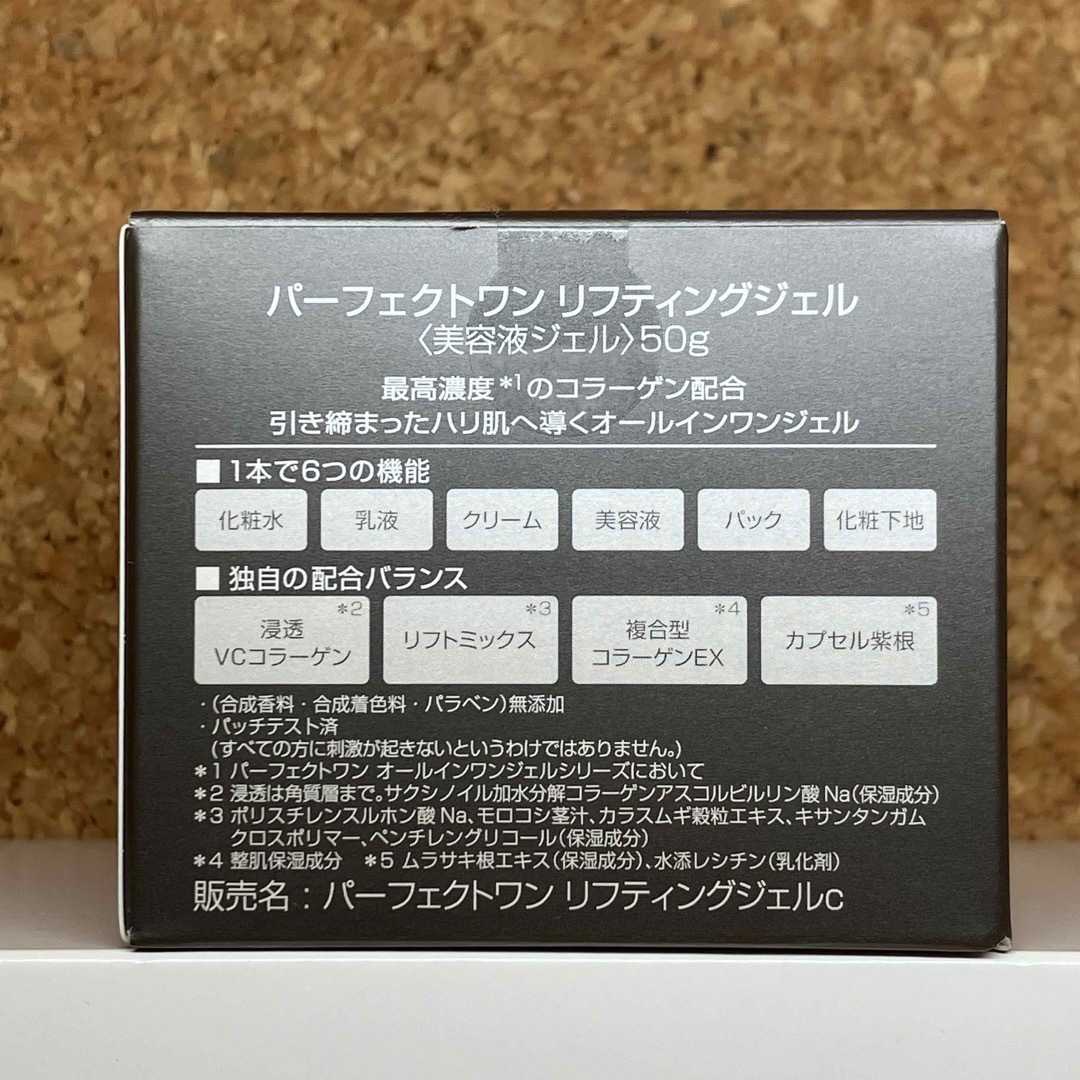 パーフェクトワン リフティングジェル
〈美容液ジェル〉50g
最高濃度*1のコラーゲン配合
引き締まったハリ肌へ導くオールインワンジェル
■ 1本で6つの機能
化粧水 乳液 クリーム 美容液 パック 化粧下地
■ 独自の配合バランス
*2 *3 *4 *5
浸透 リフトミックス 複合型 カプセル紫根
VCコラーゲン コラーゲンEX
・(合成香料・合成着色料・パラベン)無添加
・パッチテスト済
(すべての方に刺激が起きないというわけではありません。)
*1 パーフェクトワン オールインワンジェルシリーズにおいて
*2 浸透は角質層まで。サクシノイル加水分解コラーゲンアスコルビルリン酸Na(保湿成分)
*3 ポリスチレンスルホン酸Na、モロコシ茎汁、カラスムギ穀粒エキス、キサンタンガム
クロスポリマー、ペンチレングリコール(保湿成分)
*4 整肌保湿成分 *5 ムラサキ根エキス(保湿成分)、水添レシチン(乳化剤)
販売名:パーフェクトワン リフティングジェルc